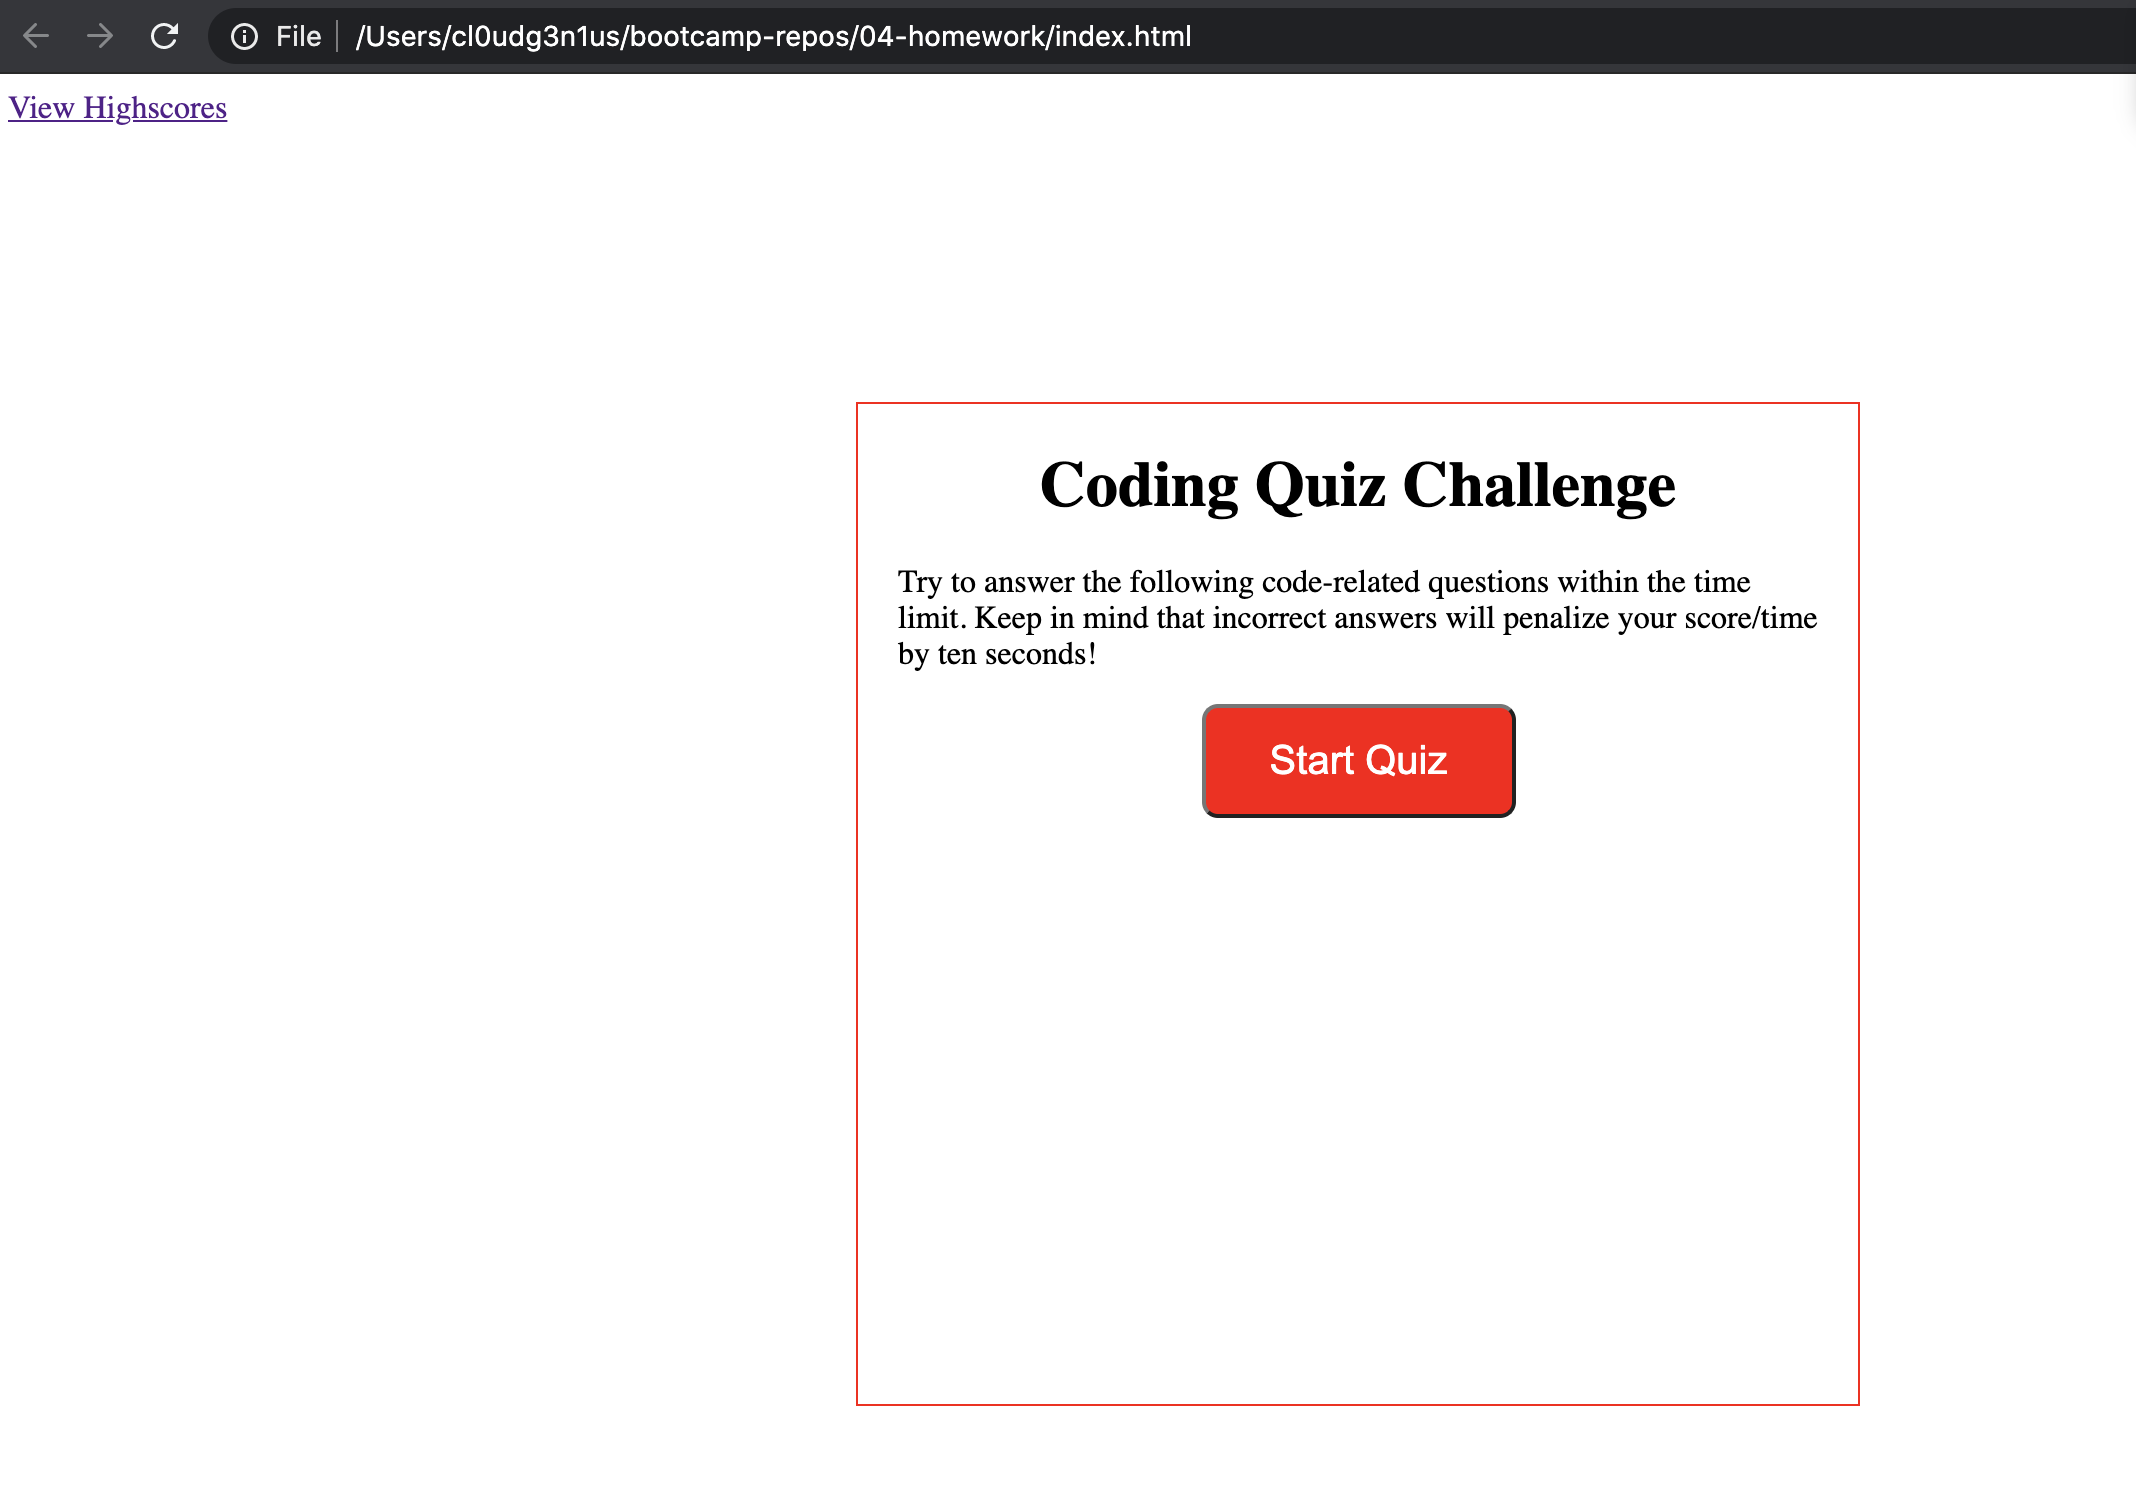 File /Users/cl0udg3n1us/bootcamp-repos/04-homework/index.html
View Highscores
Coding Quiz Challenge
Try to answer the following code-related questions within the time
limit. Keep in mind that incorrect answers will penalize your score/time
by ten seconds!
Start Quiz